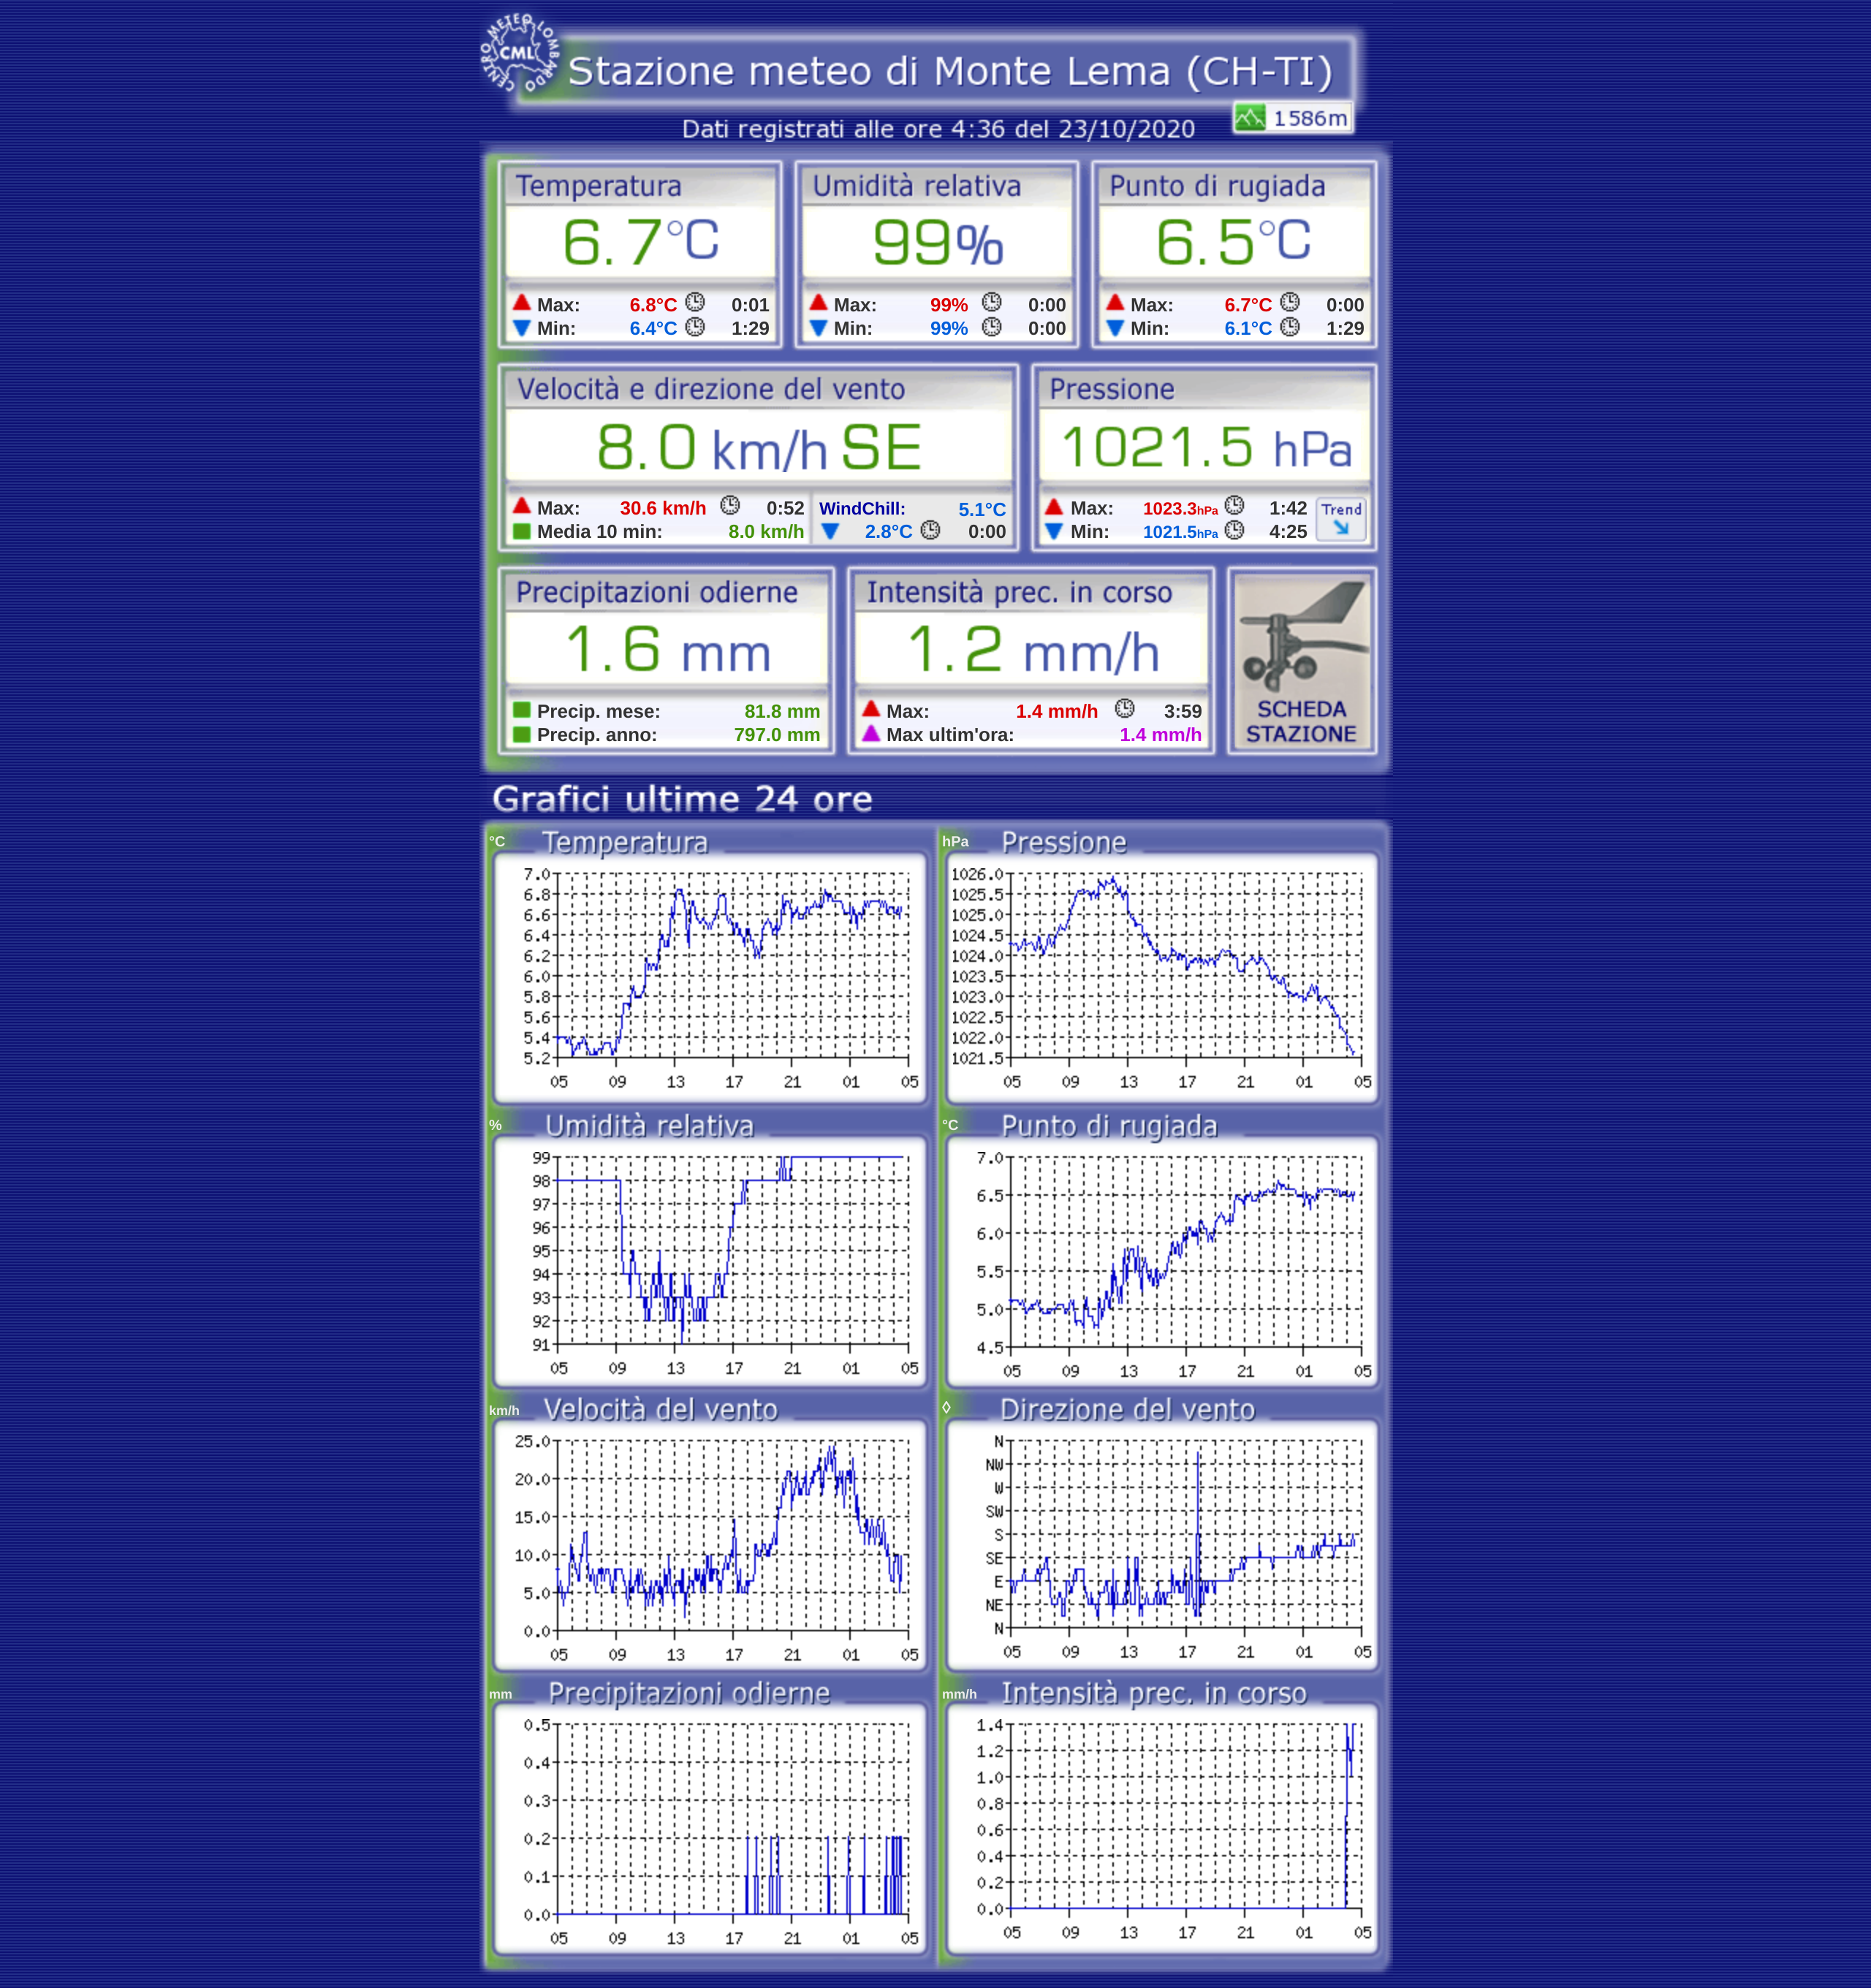 CENTRO METEO LOMBARDO
CML
Stazione meteo di Monte Lema (CH-TI)
1586m
Dati registrati alle ore 4:36 del 23/10/2020
Temperatura Umidità relativa Punto di rugiada
6.7°C 99% 6.5°C
Max: 6.8°C 0:01 Max: 99% 0:00 Max: 6.7°C 0:00
Min: 6.4°C 1:29 Min: 99% 0:00 Min: 6.1°C 1:29
Velocità e direzione del vento Pressione
8.0 km/h SE 1021.5 hPa
Max: 30.6 km/h 0:52 WindChill: 5.1°C Max: 1023.3hPa 1:42 Trend
Media 10 min: 8.0 km/h 2.8°C 0:00 Min: 1021.5hPa 4:25
Precipitazioni odierne Intensità prec. in corso
1.6 mm 1.2 mm/h
Precip. mese: 81.8 mm Max: 1.4 mm/h 3:59 SCHEDA
Precip. anno: 797.0 mm Max ultim'ora: 1.4 mm/h STAZIONE
Grafici ultime 24 ore
°C Temperatura
7.0
6.8
6.6
6.4
6.2
6.0
5.8
5.6
5.4
5.2
05 09 13 17 21 01 05
hPa Pressione
1026.0
1025.5
1025.0
1024.5
1024.0
1023.5
1023.0
1022.5
1022.0
1021.5
05 09 13 17 21 01 05
% Umidità relativa
99
98
97
96
95
94
93
92
91
05 09 13 17 21 01 05
°C Punto di rugiada
7.0
6.5
6.0
5.5
5.0
4.5
05 09 13 17 21 01 05
km/h Velocità del vento
25.0
20.0
15.0
10.0
5.0
0.0
05 09 13 17 21 01 05
◊ Direzione del vento
N
NW
W
SW
S
SE
E
NE
N
05 09 13 17 21 01 05
mm Precipitazioni odierne
0.5
0.4
0.3
0.2
0.1
0.0
05 09 13 17 21 01 05
mm/h Intensità prec. in corso
1.4
1.2
1.0
0.8
0.6
0.4
0.2
0.0
05 09 13 17 21 01 05